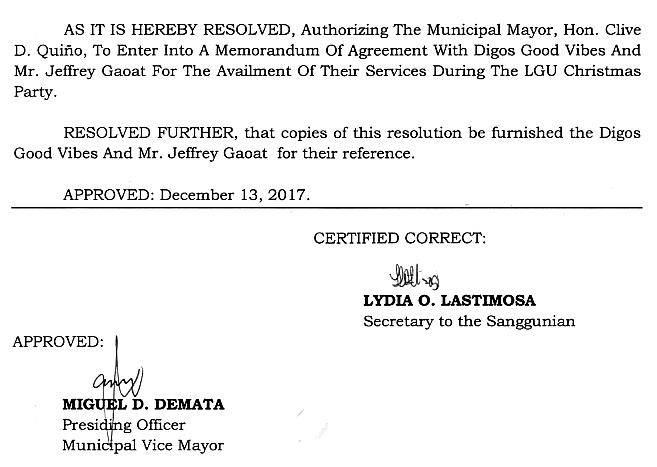 AS IT IS HEREBY RESOLVED, Authorizing The Municipal Mayor, Hon. Clive
D. Quiño, To Enter Into A Memorandum Of Agreement With Digos Good Vibes And
Mr. Jeffrey Gaoat For The Availment Of Their Services During The LGU Christmas
Party.
RESOLVED FURTHER, that copies of this resolution be furnished the Digos
Good Vibes And Mr. Jeffrey Gaoat for their reference.
APPROVED: December 13, 2017.
CERTIFIED CORRECT:
LYDIA O. LASTIMOSA
Secretary to the Sanggunian
APPROVED:
MIGUEL D. DEMATA
Presiding Officer
Municipal Vice Mayor